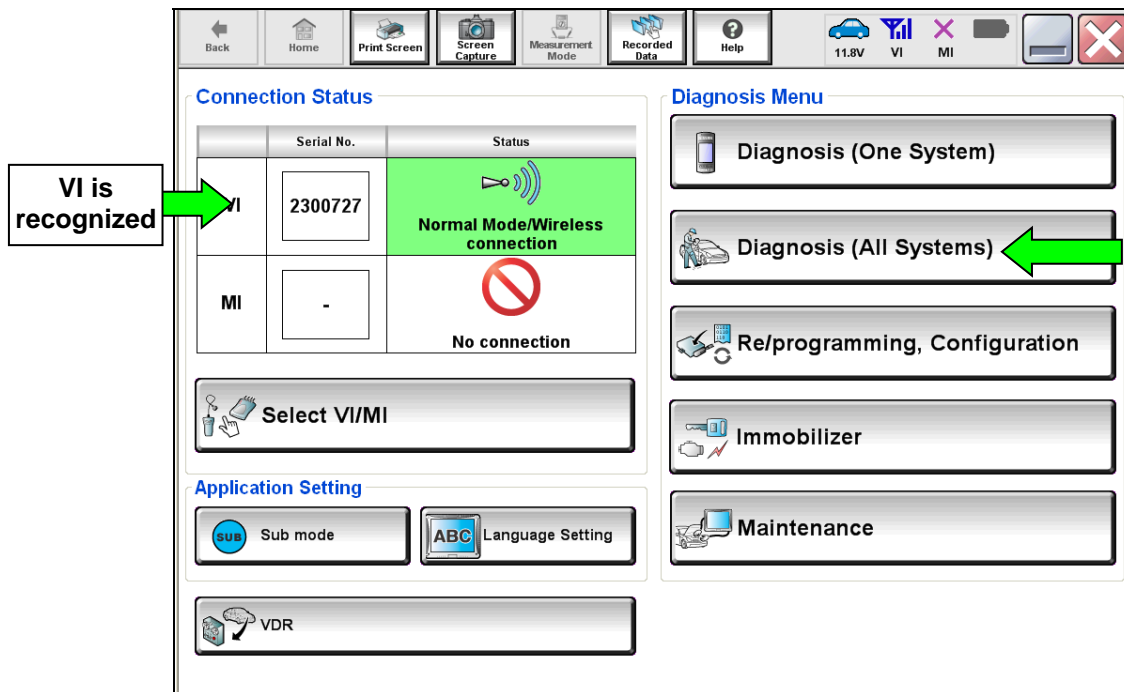 Back
Home
Print Screen
Screen
Capture
Measurement
Mode
Recorded
Data
Help
11.8V
VI
MI
Connection Status
Serial No.
Status
VI is
recognized
VI
2300727
Normal Mode/Wireless
connection
MI
-
No connection
Select VI/MI
Application Setting
SUB
Sub mode
ABC
Language Setting
VDR
Diagnosis Menu
Diagnosis (One System)
Diagnosis (All Systems)
Re/programming, Configuration
Immobilizer
Maintenance